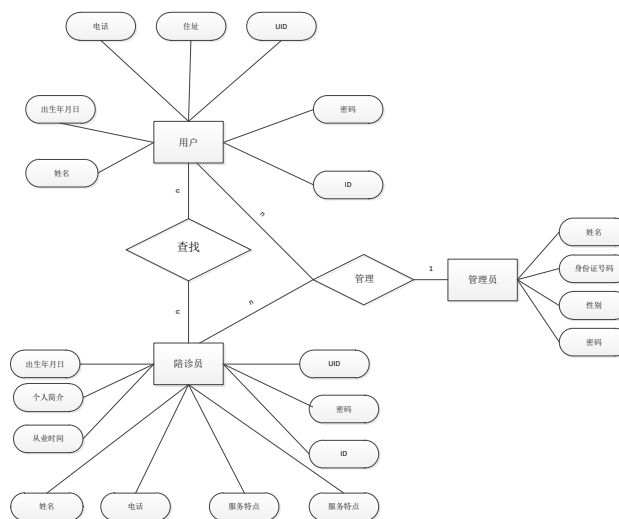 电话
住址
UID
出生年月日
密码
用户
姓名
ID
n
n
姓名
查找
身份证号码
管理
1
管理员
n
性别
n
密码
陪诊员
出生年月日
UID
个人简介
密码
从业时间
ID
姓名
电话
服务特点
服务特点